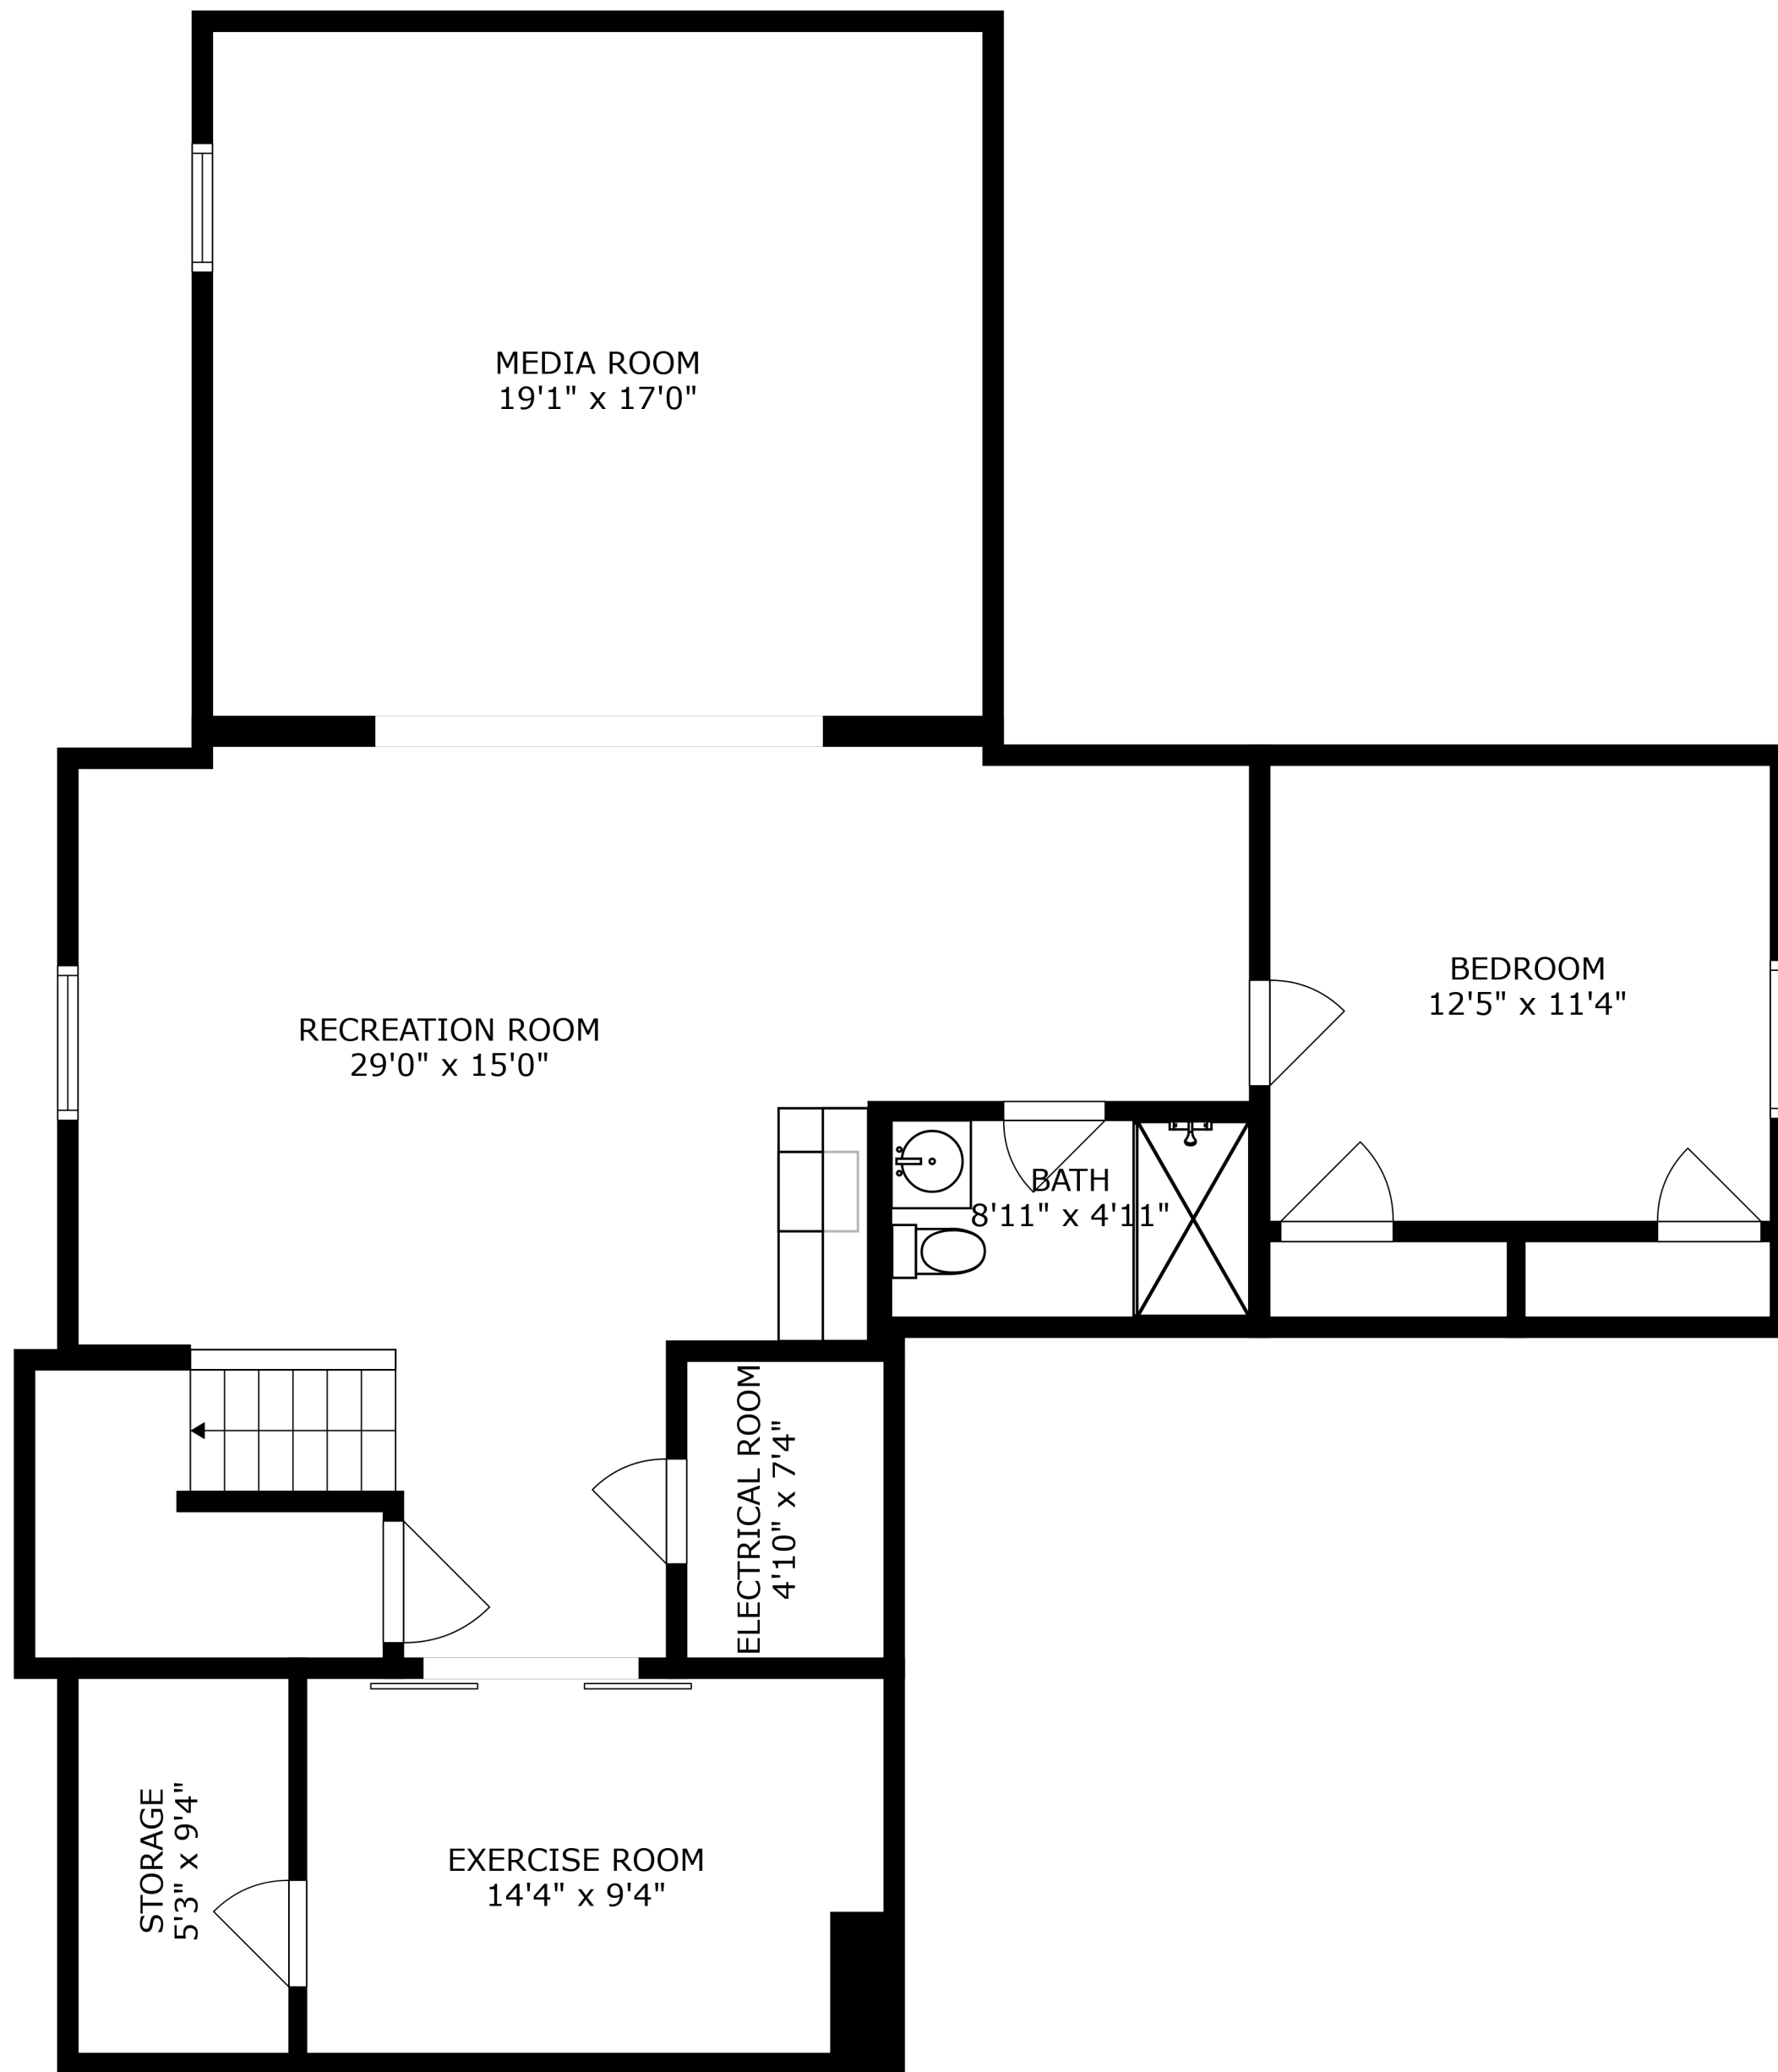 MEDIA ROOM
19'1" x 17'0"
BEDROOM
12'5" x 11'4"
RECREATION ROOM
29'0" x 15'0"
BATH
8'11" x 4'11"
ELECTRICAL ROOM
4'10" x 7'4"
STORAGE
5'3" x 9'4"
EXERCISE ROOM
14'4" x 9'4"